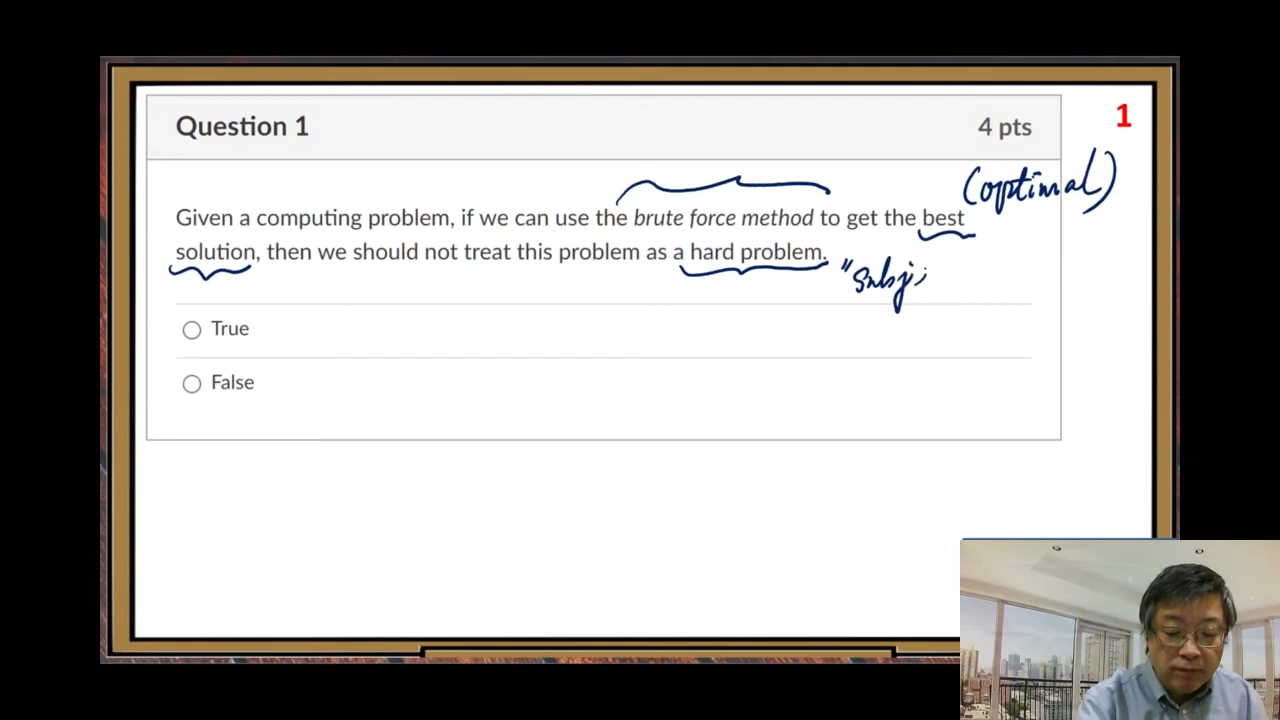 Question 1
4 pts
1
(optimal)
Given a computing problem, if we can use the brute force method to get the best
solution, then we should not treat this problem as a hard problem.
"Subj
True
False